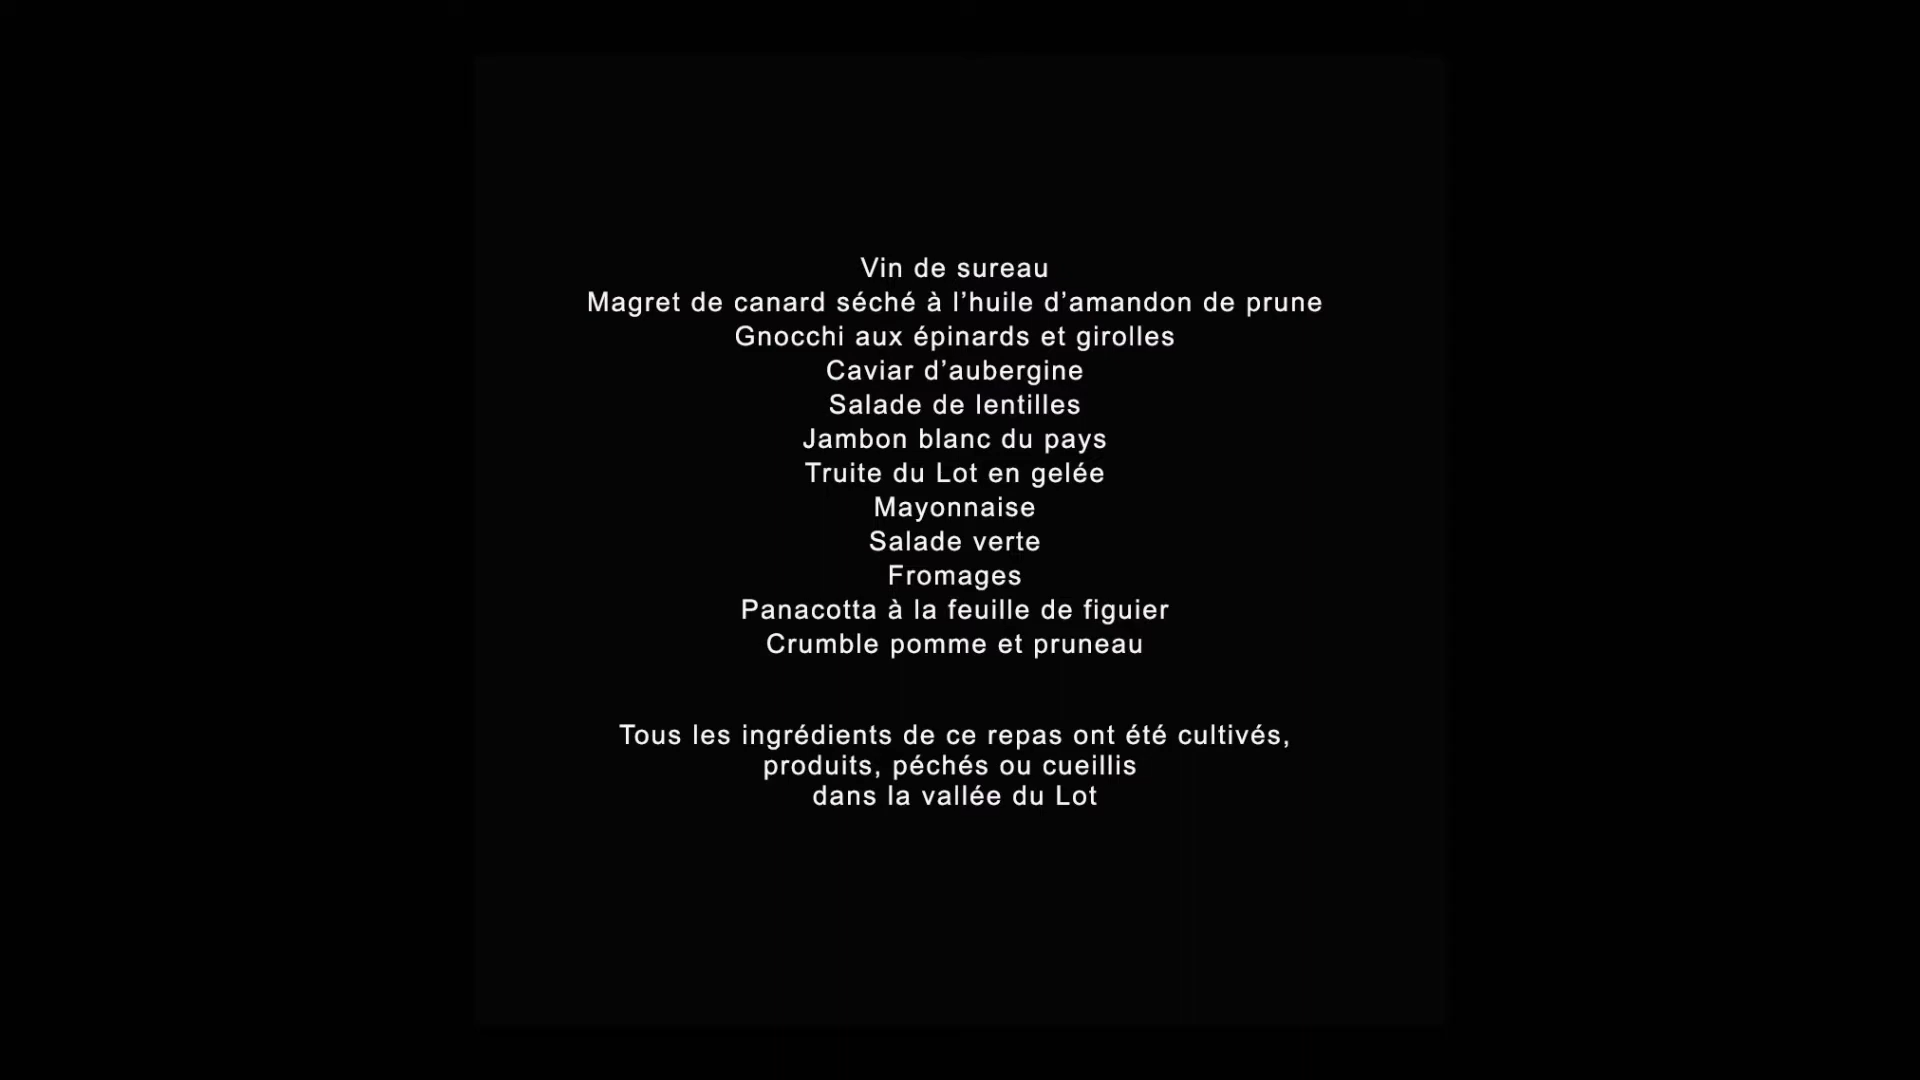 Vin de sureau
Magret de canard séché à l’huile d’amandon de prune
Gnocchi aux épinards et girolles
Caviar d’aubergine
Salade de lentilles
Jambon blanc du pays
Truite du Lot en gelée
Mayonnaise
Salade verte
Fromages
Panacotta à la feuille de figuier
Crumble pomme et pruneau
Tous les ingrédients de ce repas ont été cultivés,
produits, péchés ou cueillis
dans la vallée du Lot